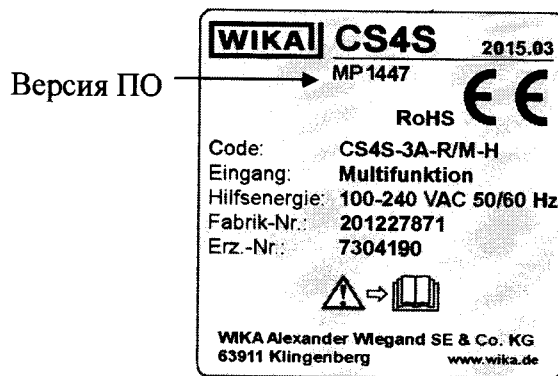 WIKA CS4S 2015.03
Версия ПО MP1447
RoHS CE
Code: CS4S-3A-R/M-H
Eingang: Multifunktion
Hilfsenergie: 100-240 VAC 50/60 Hz
Fabrik-Nr.: 201227871
Erz.-Nr.: 7304190
WIKA Alexander Wiegand SE & Co. KG
63911 Klingenberg www.wika.de